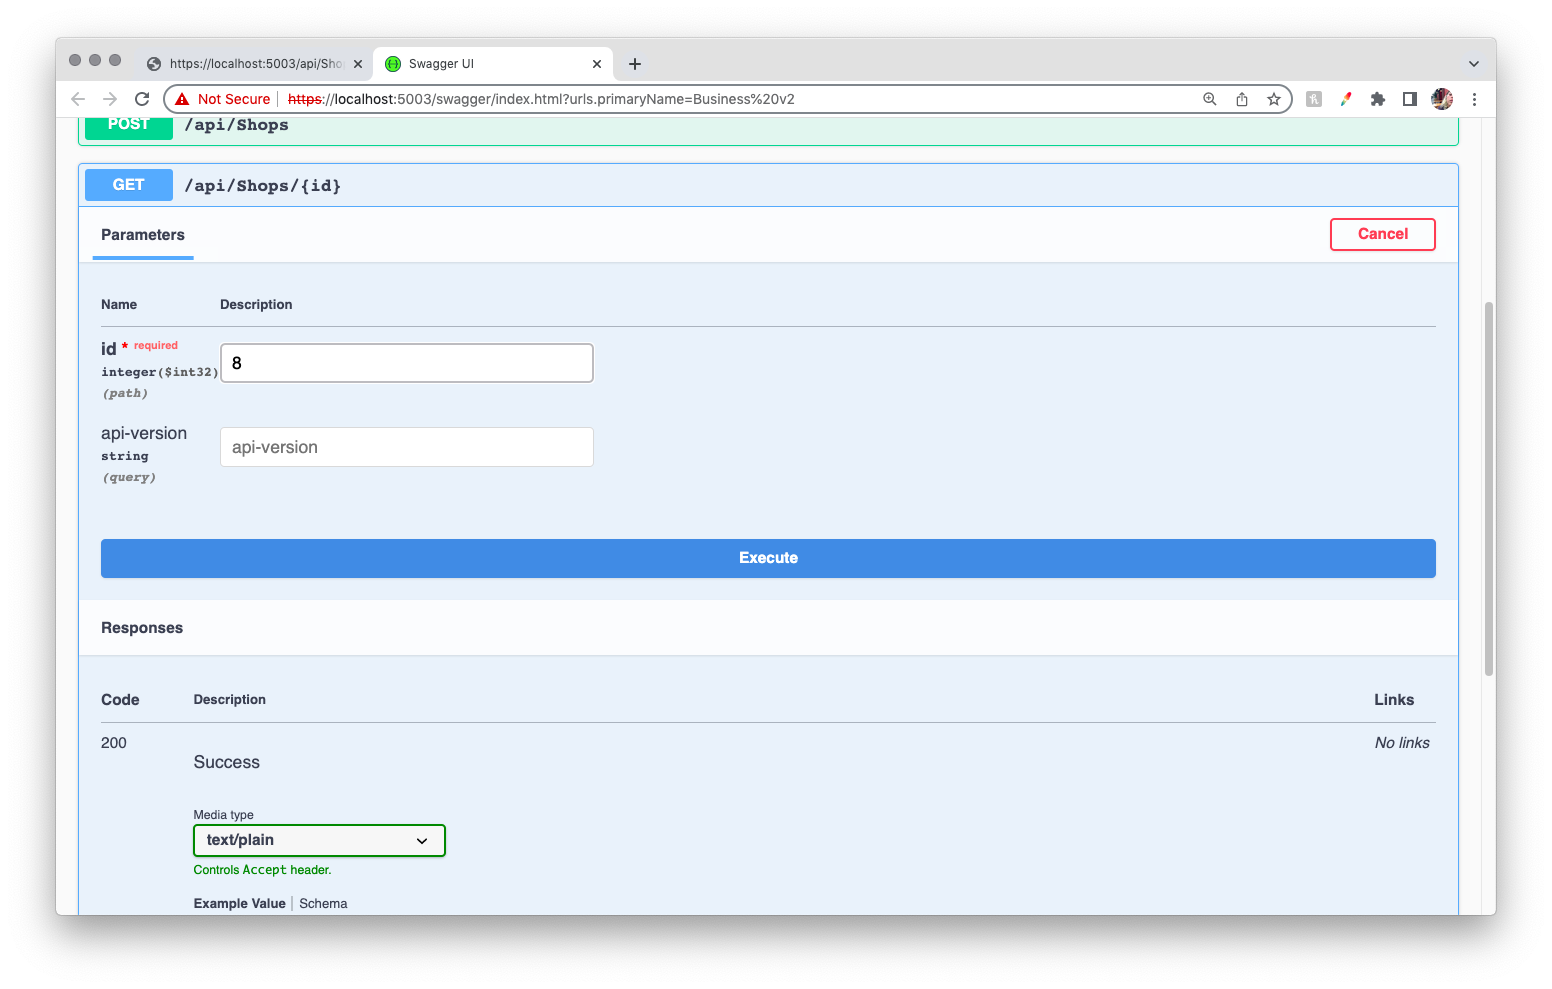 https://localhost:5003/api/Sho
Swagger UI
Not Secure https://localhost:5003/swagger/index.html?urls.primaryName=Business%20v2
POST /api/Shops
GET /api/Shops/{id}
Parameters
Cancel
Name Description
id * required
integer($int32)
(path)
8
api-version
string
(query)
api-version
Execute
Responses
Code Description Links
200 No links
Success
Media type
text/plain
Controls Accept header.
Example Value | Schema